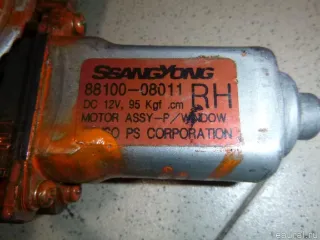 SSANGYONG
88100-08011 RH
DC 12V, 95 Kgf .cm
MOTOR ASSY-P/WINDOW
PS CORPORATION